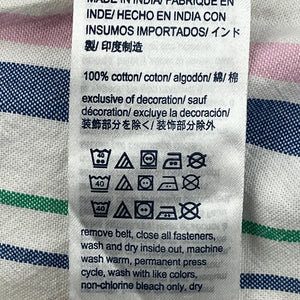 MADE IN INDIA/ FABRIQUÉ EN
INDE/ HECHO EN INDIA CON
INSUMOS IMPORTADOS/ インド
製/ 印度制造
100% cotton/ coton/ algodón/ 綿/ 棉
exclusive of decoration/ sauf
décoration/ excluye la decoración/
装飾部分を除く/ 装饰部分除外
40
40
remove belt, close all fasteners,
wash and dry inside out, machine
wash warm, permanent press
cycle, wash with like colors,
non-chlorine bleach only, dry